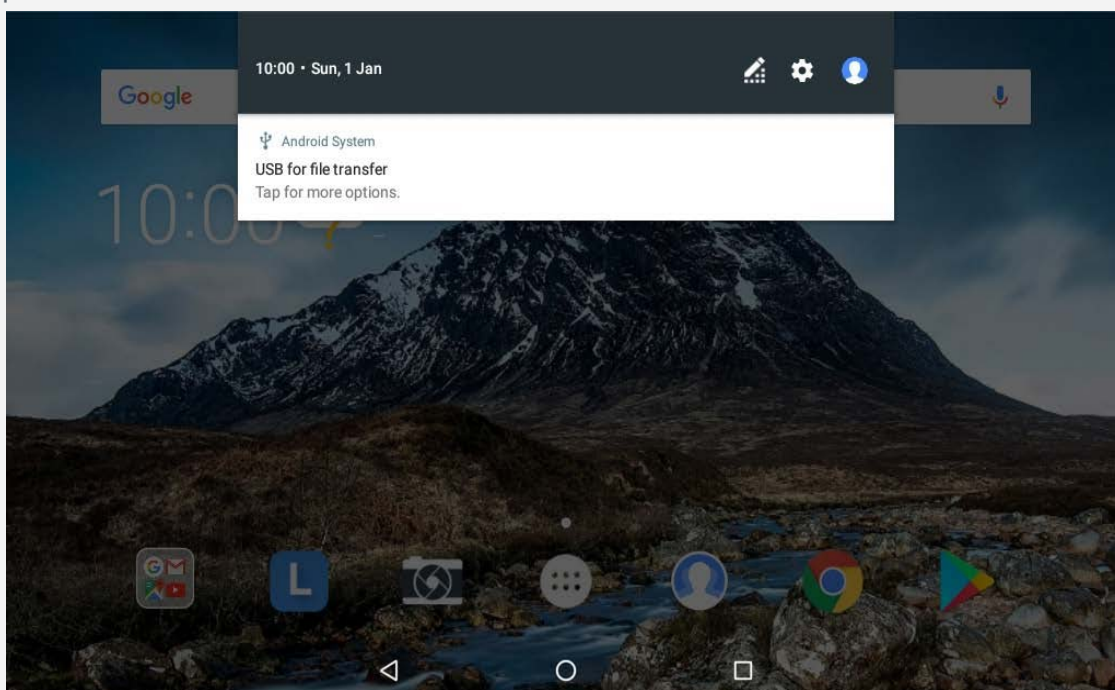 10:00 • Sun, 1 Jan
Google
Android System
USB for file transfer
Tap for more options.
10:00
L